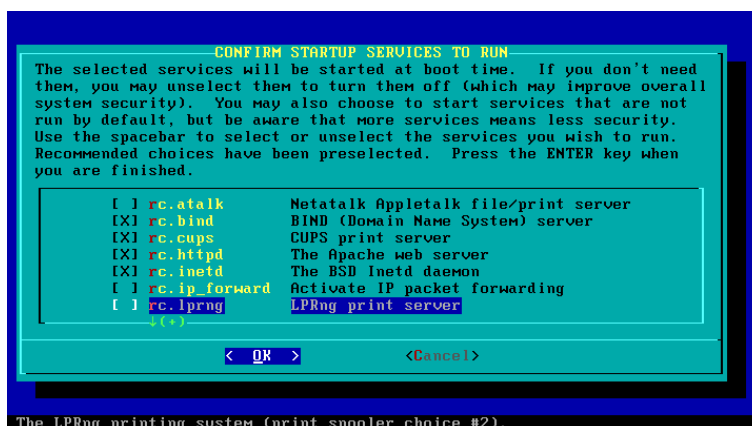 CONFIRM STARTUP SERVICES TO RUN
The selected services will be started at boot time.  If you don't need
them, you may unselect them to turn them off (which may improve overall
system security).  You may also choose to start services that are not
run by default, but be aware that more services means less security.
Use the spacebar to select or unselect the services you wish to run.
Recommended choices have been preselected.  Press the ENTER key when
you are finished.
[ ] rc.atalk Netatalk Appletalk file/print server
[X] rc.bind BIND (Domain Name System) server
[X] rc.cups CUPS print server
[X] rc.httpd The Apache web server
[X] rc.inetd The BSD Inetd daemon
[ ] rc.ip_forward Activate IP packet forwarding
[ ] rc.lprng LPRng print server
↓(+)
< OK > <Cancel>
The LPRng printing system (print spooler choice #2).